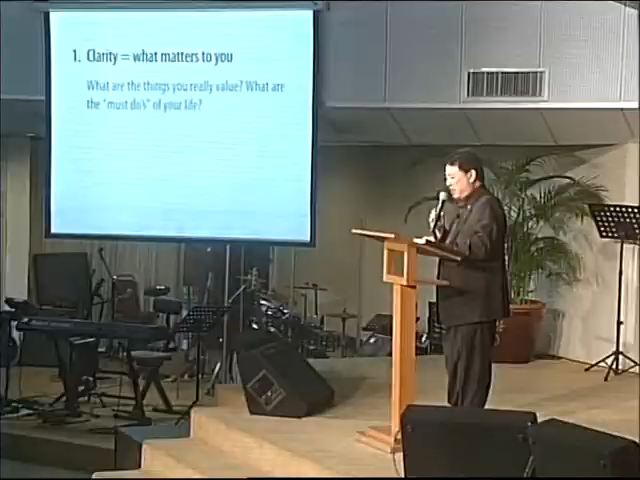 1. Clarity = what matters to you
What are the things you really value? What are
the "must do's" of your life?